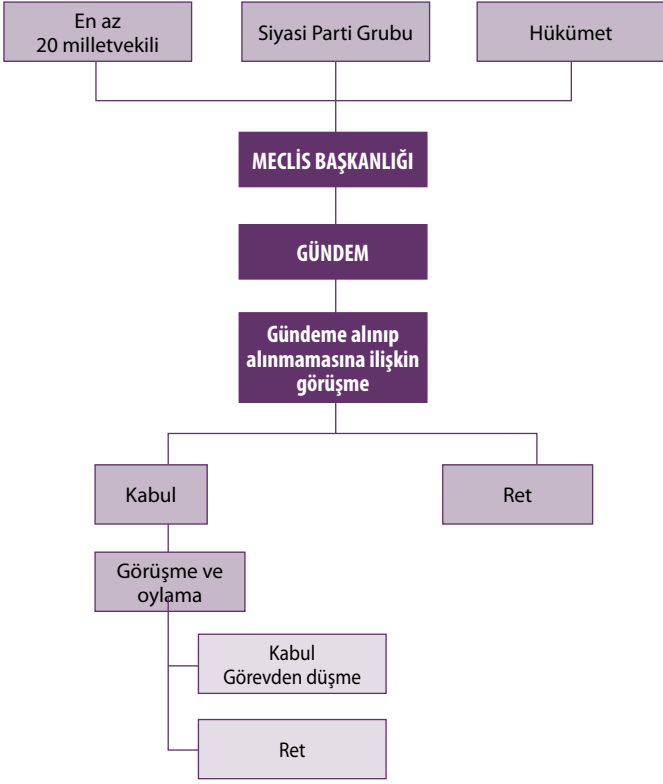 En az
20 milletvekili
Siyasi Parti Grubu
Hükümet
MECLİS BAŞKANLIĞI
GÜNDEM
Gündeme alınıp
alınmamasına ilişkin
görüşme
Kabul
Ret
Görüşme ve
oylama
Kabul
Görevden düşme
Ret